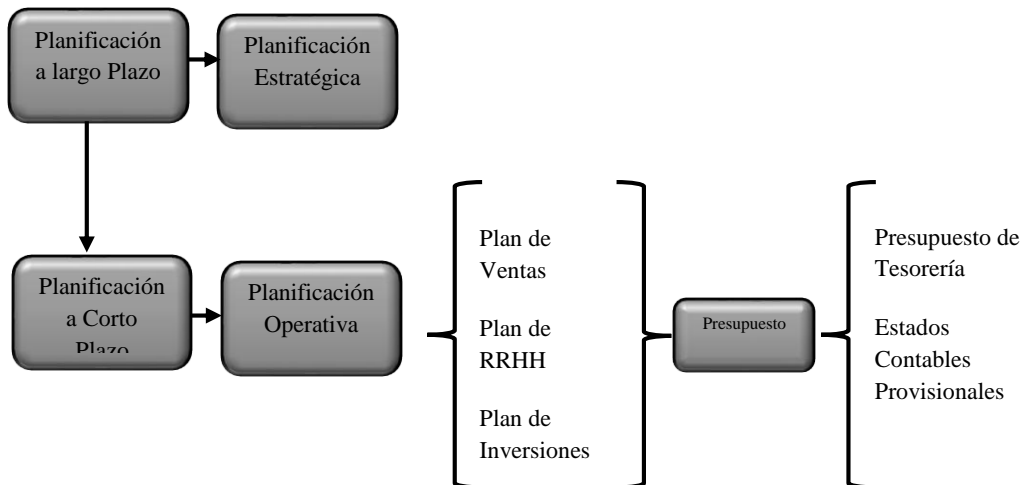 Planificación
a largo Plazo
Planificación
Estratégica
Planificación
a Corto
Plazo
Planificación
Operativa
Plan de
Ventas
Plan de
RRHH
Plan de
Inversiones
Presupuesto
Presupuesto de
Tesorería
Estados
Contables
Provisionales